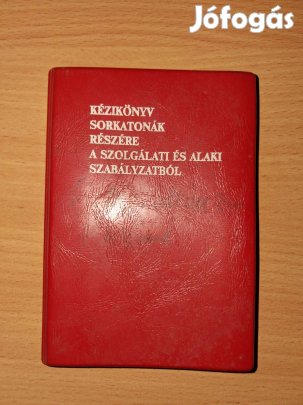 Jófogás
KÉZIKÖNYV
SORKATONÁK
RÉSZÉRE
A SZOLGÁLATI ÉS ALAKI
SZABÁLYZATBÓL